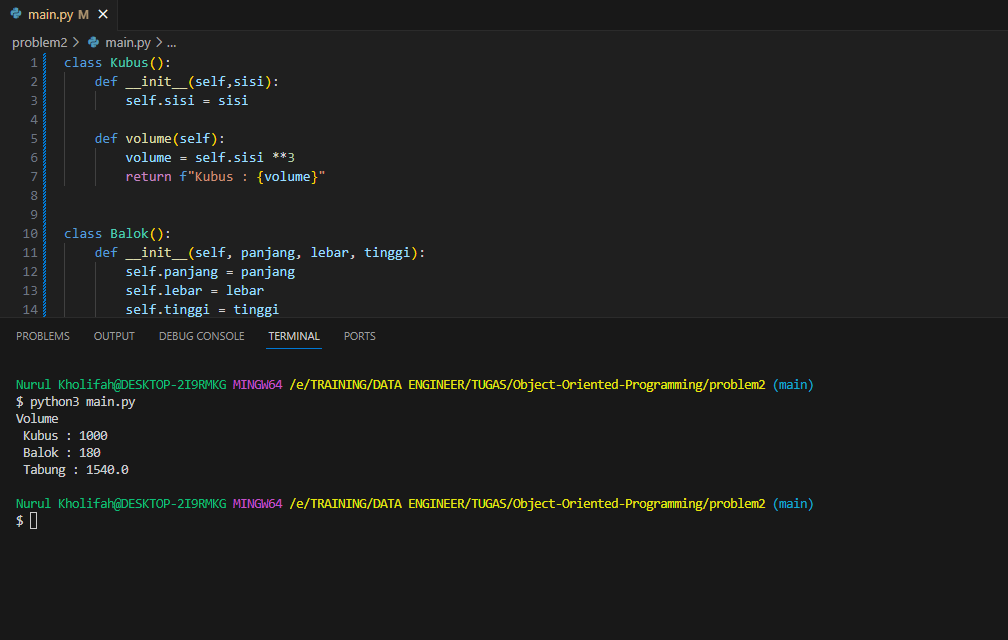 main.py M
problem2 > main.py > ...
1 class Kubus():
2     def __init__(self,sisi):
3         self.sisi = sisi
4
5     def volume(self):
6         volume = self.sisi **3
7         return f"Kubus : {volume}"
8
9
10 class Balok():
11     def __init__(self, panjang, lebar, tinggi):
12         self.panjang = panjang
13         self.lebar = lebar
14         self.tinggi = tinggi
PROBLEMS OUTPUT DEBUG CONSOLE TERMINAL PORTS
Nurul Kholifah@DESKTOP-2I9RMKG MINGW64 /e/TRAINING/DATA ENGINEER/TUGAS/Object-Oriented-Programming/problem2 (main)
$ python3 main.py
Volume
 Kubus : 1000
 Balok : 180
 Tabung : 1540.0
Nurul Kholifah@DESKTOP-2I9RMKG MINGW64 /e/TRAINING/DATA ENGINEER/TUGAS/Object-Oriented-Programming/problem2 (main)
$